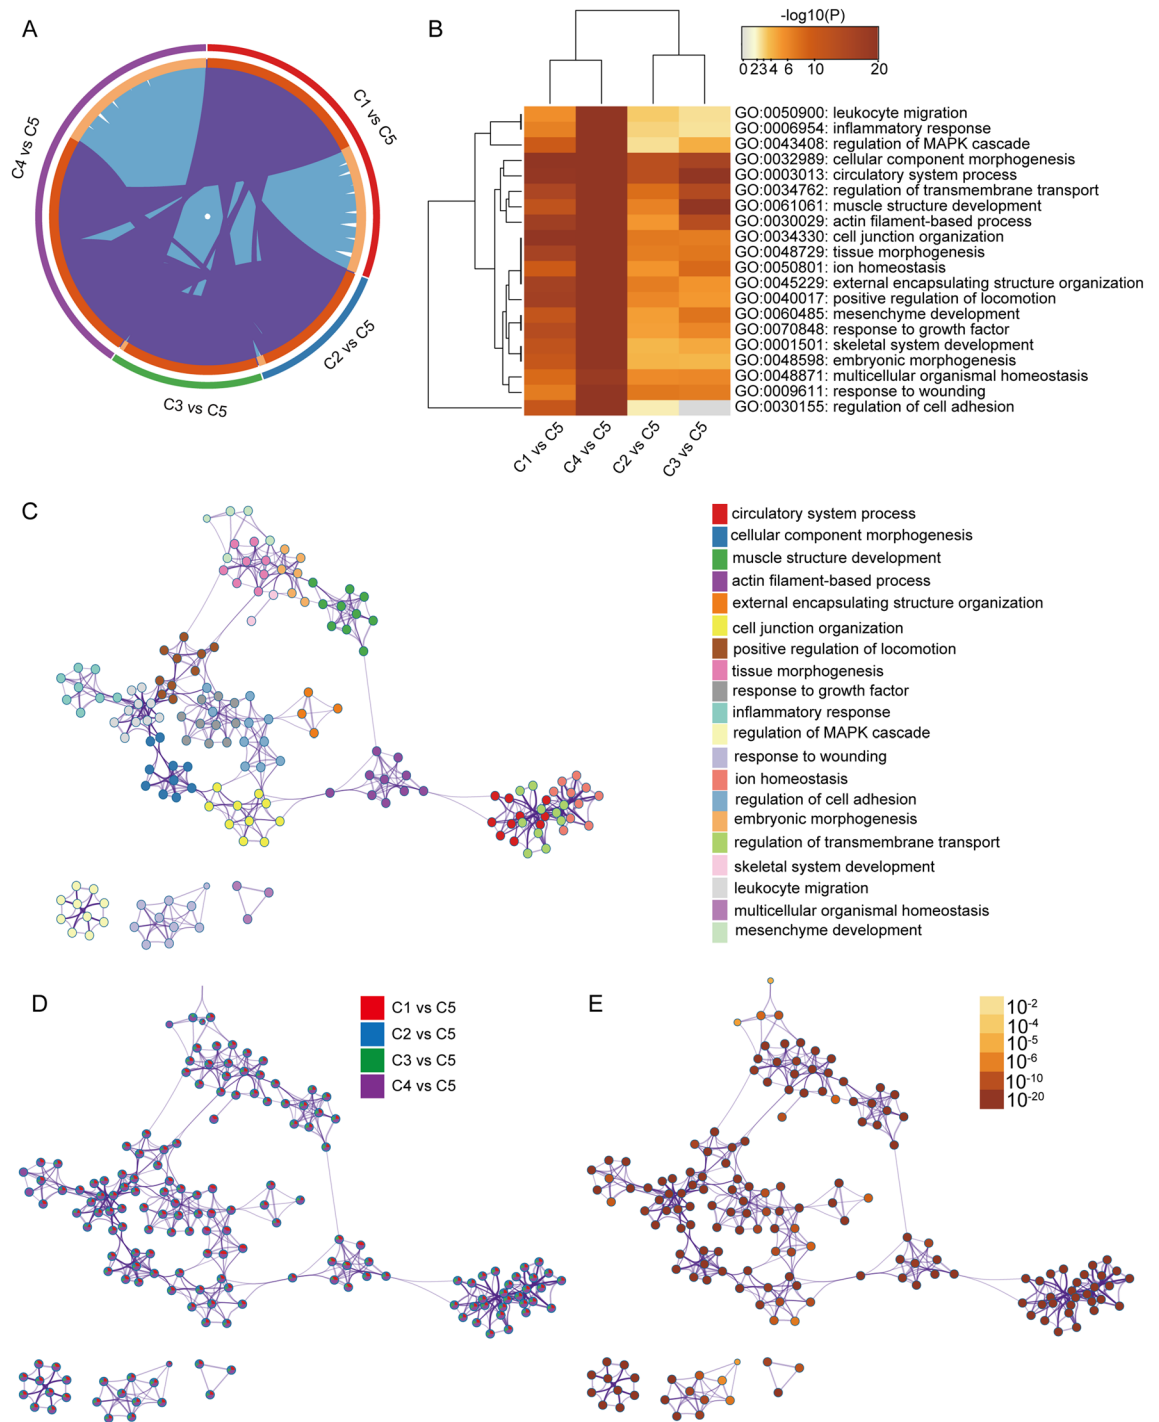 A
C1 vs C5
C2 vs C5
C3 vs C5
C4 vs C5
B
-log10(P)
0 2 3 4 6 10 20
GO:0050900: leukocyte migration
GO:0006954: inflammatory response
GO:0043408: regulation of MAPK cascade
GO:0032989: cellular component morphogenesis
GO:0003013: circulatory system process
GO:0034762: regulation of transmembrane transport
GO:0061061: muscle structure development
GO:0030029: actin filament-based process
GO:0034330: cell junction organization
GO:0048729: tissue morphogenesis
GO:0050801: ion homeostasis
GO:0045229: external encapsulating structure organization
GO:0040017: positive regulation of locomotion
GO:0060485: mesenchyme development
GO:0070848: response to growth factor
GO:0001501: skeletal system development
GO:0048598: embryonic morphogenesis
GO:0048871: multicellular organismal homeostasis
GO:0009611: response to wounding
GO:0030155: regulation of cell adhesion
C1 vs C5
C4 vs C5
C2 vs C5
C3 vs C5
C
circulatory system process
cellular component morphogenesis
muscle structure development
actin filament-based process
external encapsulating structure organization
cell junction organization
positive regulation of locomotion
tissue morphogenesis
response to growth factor
inflammatory response
regulation of MAPK cascade
response to wounding
ion homeostasis
regulation of cell adhesion
embryonic morphogenesis
regulation of transmembrane transport
skeletal system development
leukocyte migration
multicellular organismal homeostasis
mesenchyme development
D
C1 vs C5
C2 vs C5
C3 vs C5
C4 vs C5
E
10-2
10-4
10-5
10-6
10-10
10-20